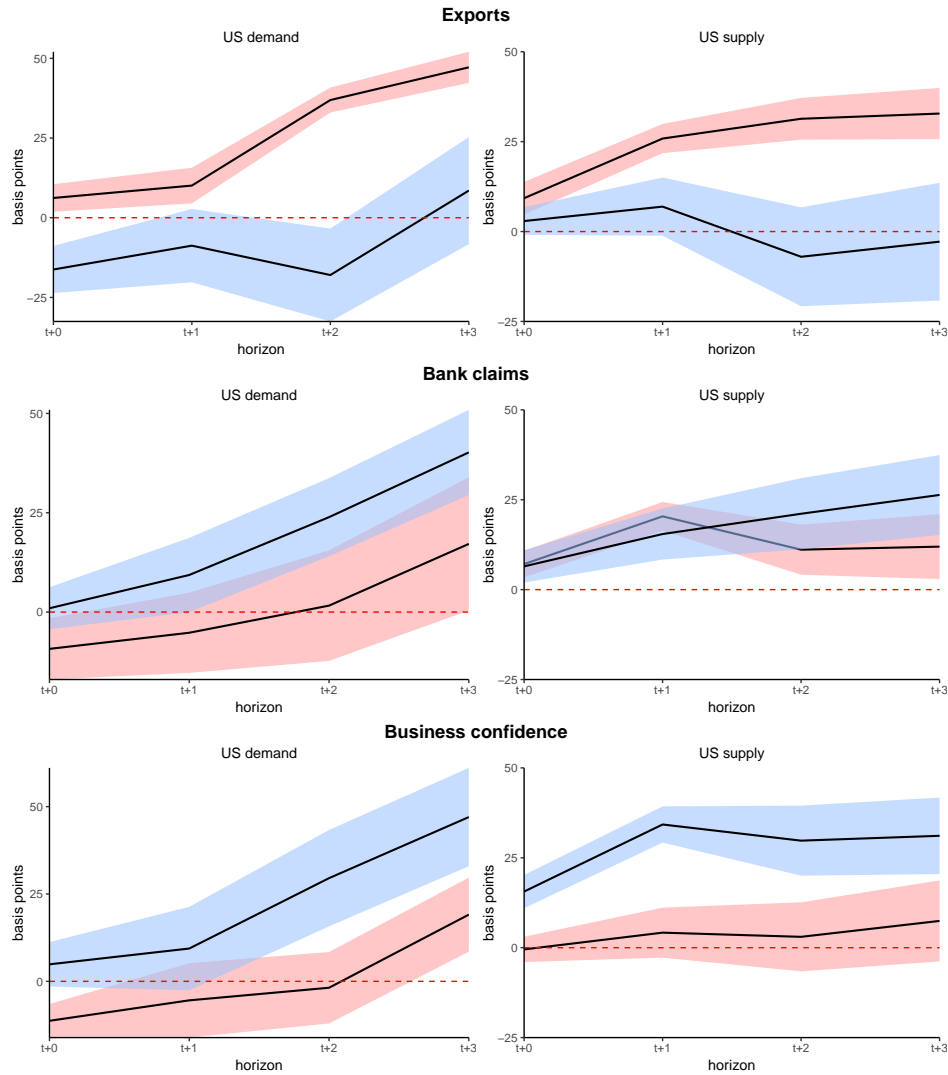 Exports
US demand
US supply
basis points
50
25
0
−25
t+0
t+1
t+2
t+3
horizon
basis points
50
25
0
−25
t+0
t+1
t+2
t+3
horizon
Bank claims
US demand
US supply
basis points
50
25
0
t+0
t+1
t+2
t+3
horizon
basis points
50
25
0
−25
t+0
t+1
t+2
t+3
horizon
Business confidence
US demand
US supply
basis points
50
25
0
t+0
t+1
t+2
t+3
horizon
basis points
50
25
0
−25
t+0
t+1
t+2
t+3
horizon